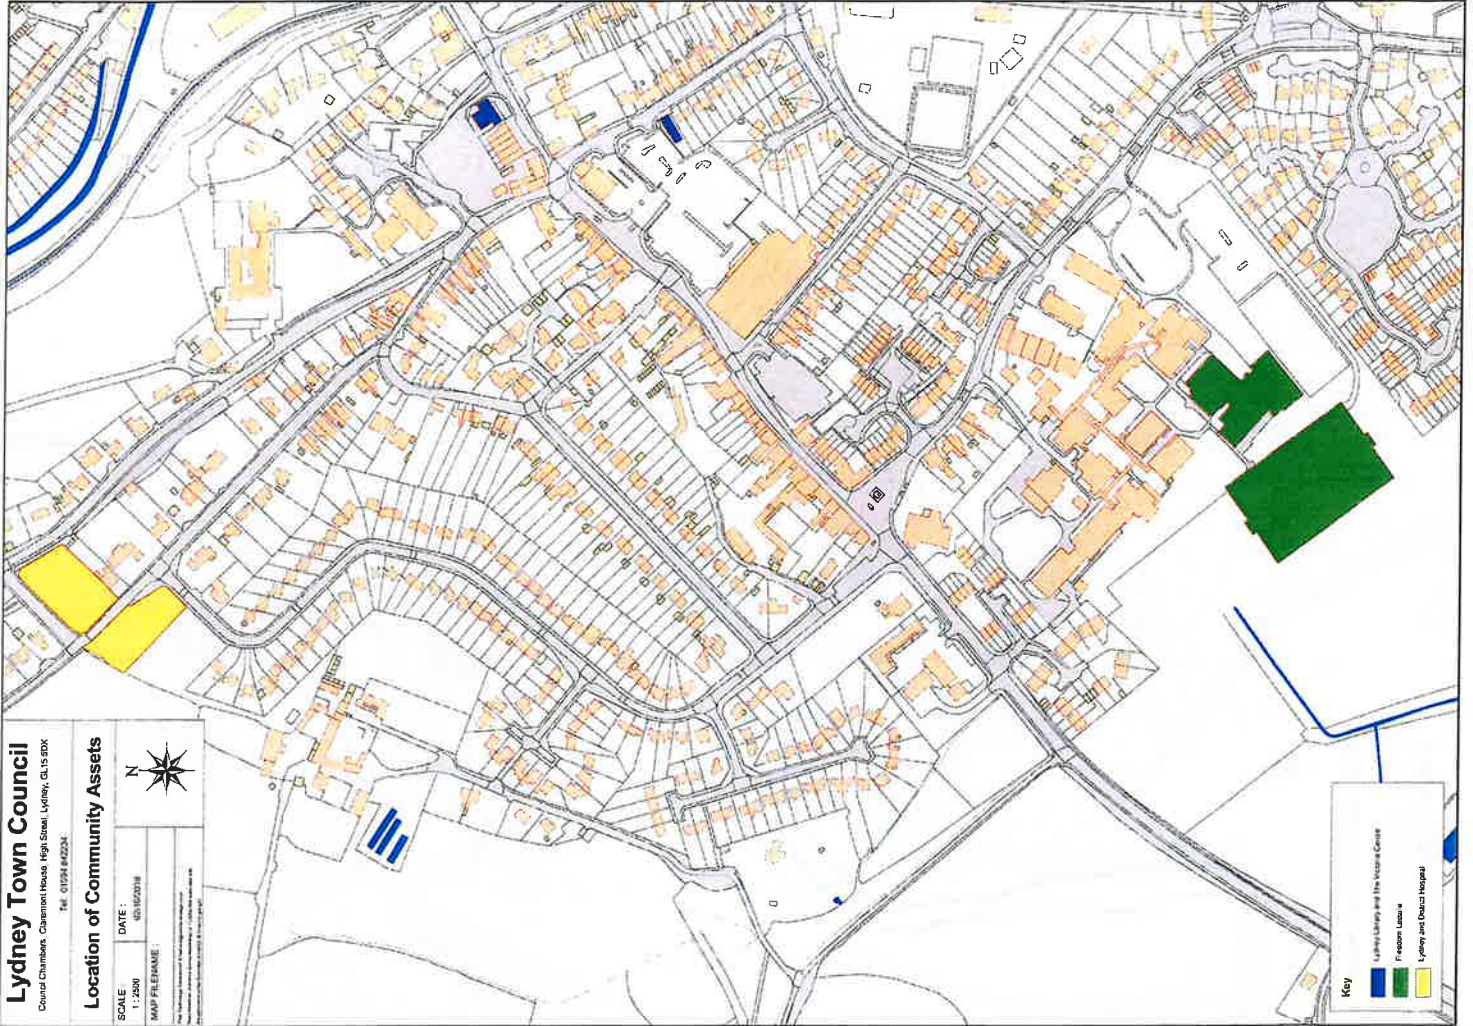 Lydney Town Council
Council Chambers, Claremont House, High Street, Lydney, GL15 5DX
Tel: 01594 842234
Location of Community Assets
SCALE :
1 : 2500
DATE :
MAP FILENAME :
N
Key
Lydney Library and The Victoria Centre
Freedom Leisure
Lydney and District Hospital